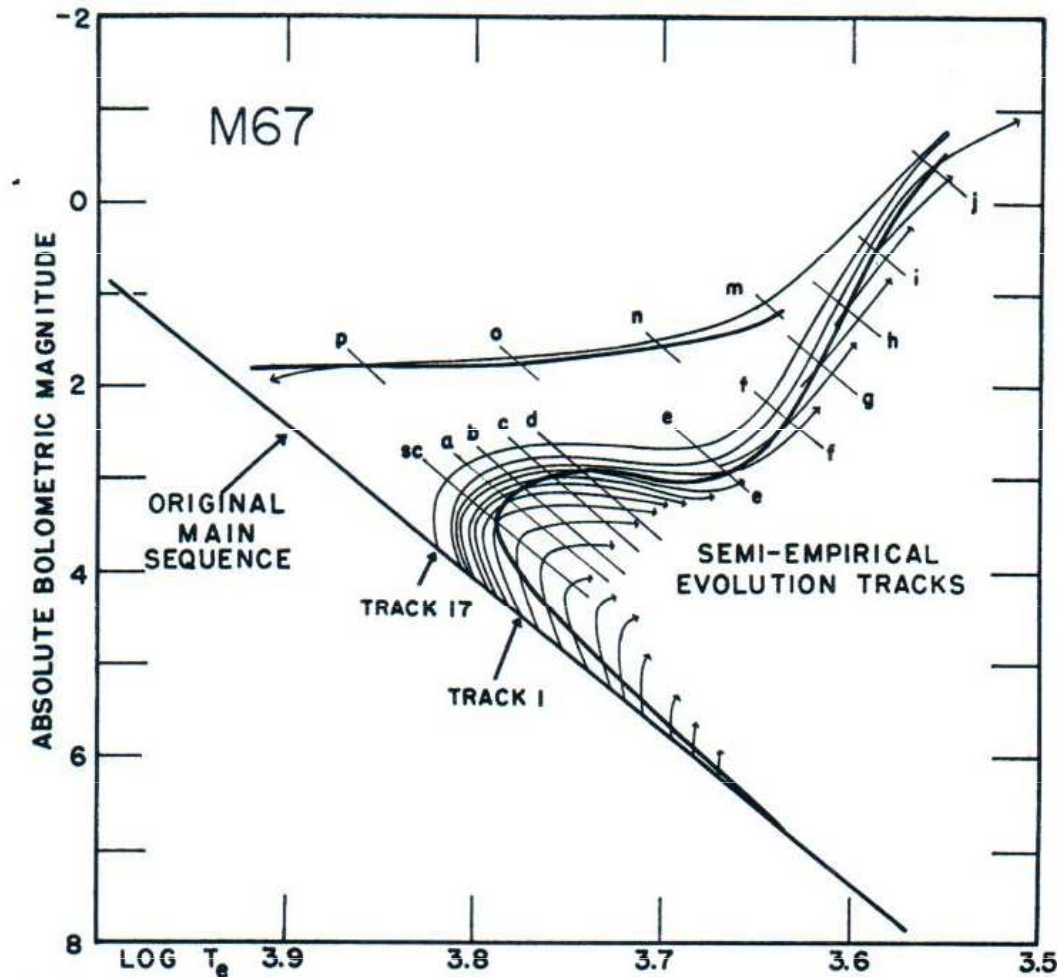 -2
M67
0
j
i
m
h
n
o
p
g
f
2
f
e
d
c
b
a
sc
e
ORIGINAL
MAIN
SEQUENCE
SEMI-EMPIRICAL
EVOLUTION TRACKS
4
TRACK 17
TRACK 1
6
8
ABSOLUTE BOLOMETRIC MAGNITUDE
LOG Te 3.9 3.8 3.7 3.6 3.5